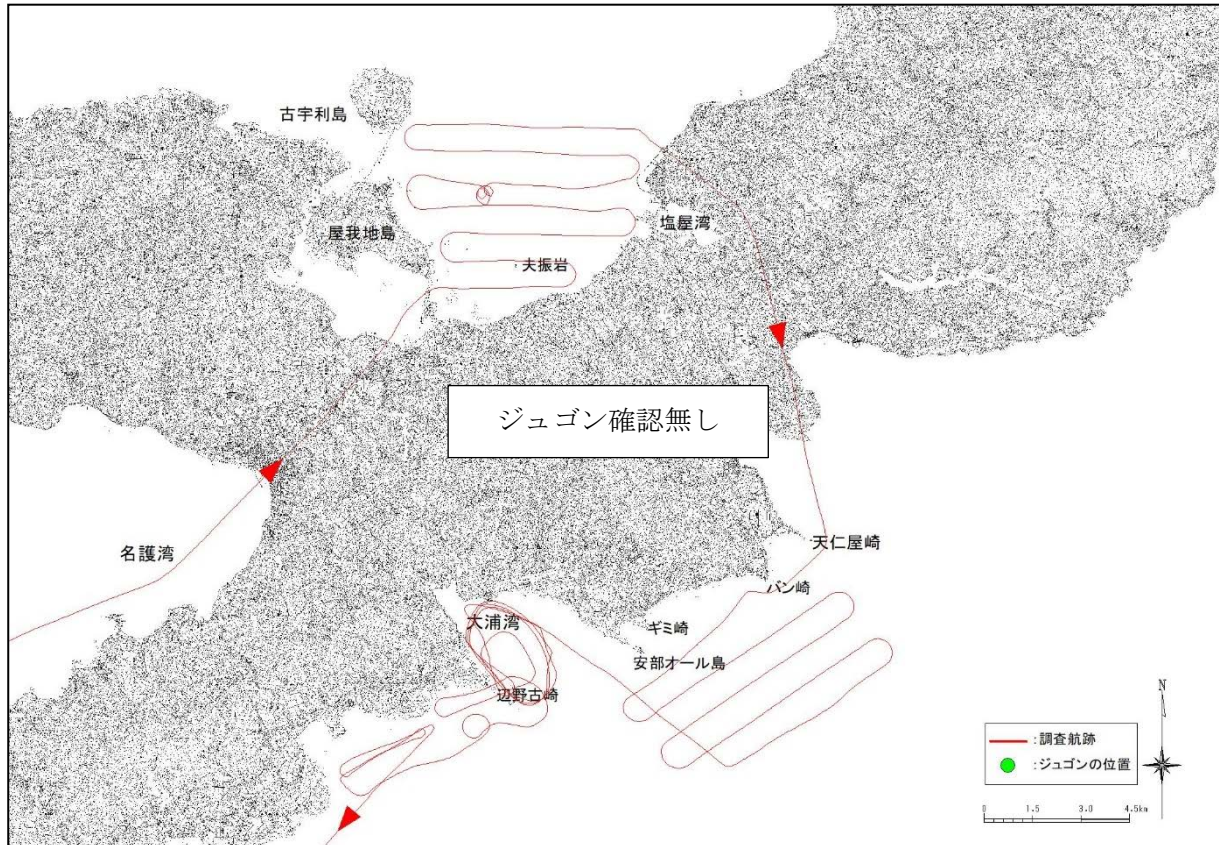 古宇利島
屋我地島
塩屋湾
夫振岩
ジュゴン確認無し
名護湾
天仁屋崎
バン崎
ギミ崎
大浦湾
安部オール島
辺野古崎
N
:調査航跡
:ジュゴンの位置
0 1.5 3.0 4.5km